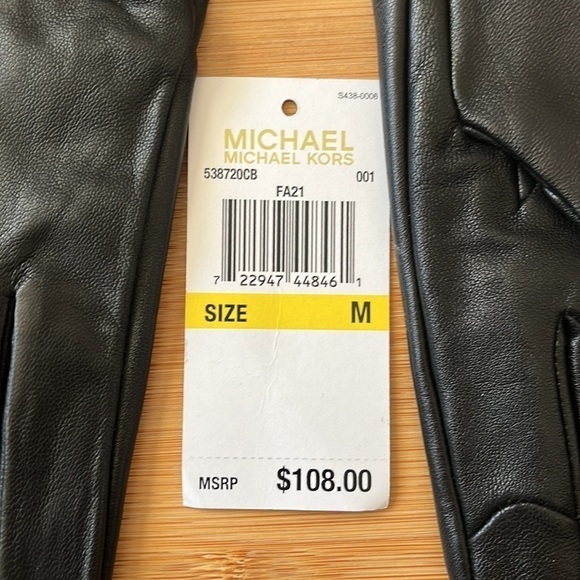 S438-0006
MICHAEL
MICHAEL KORS
538720CB 001
FA21
7 22947 44846 1
SIZE M
MSRP $108.00